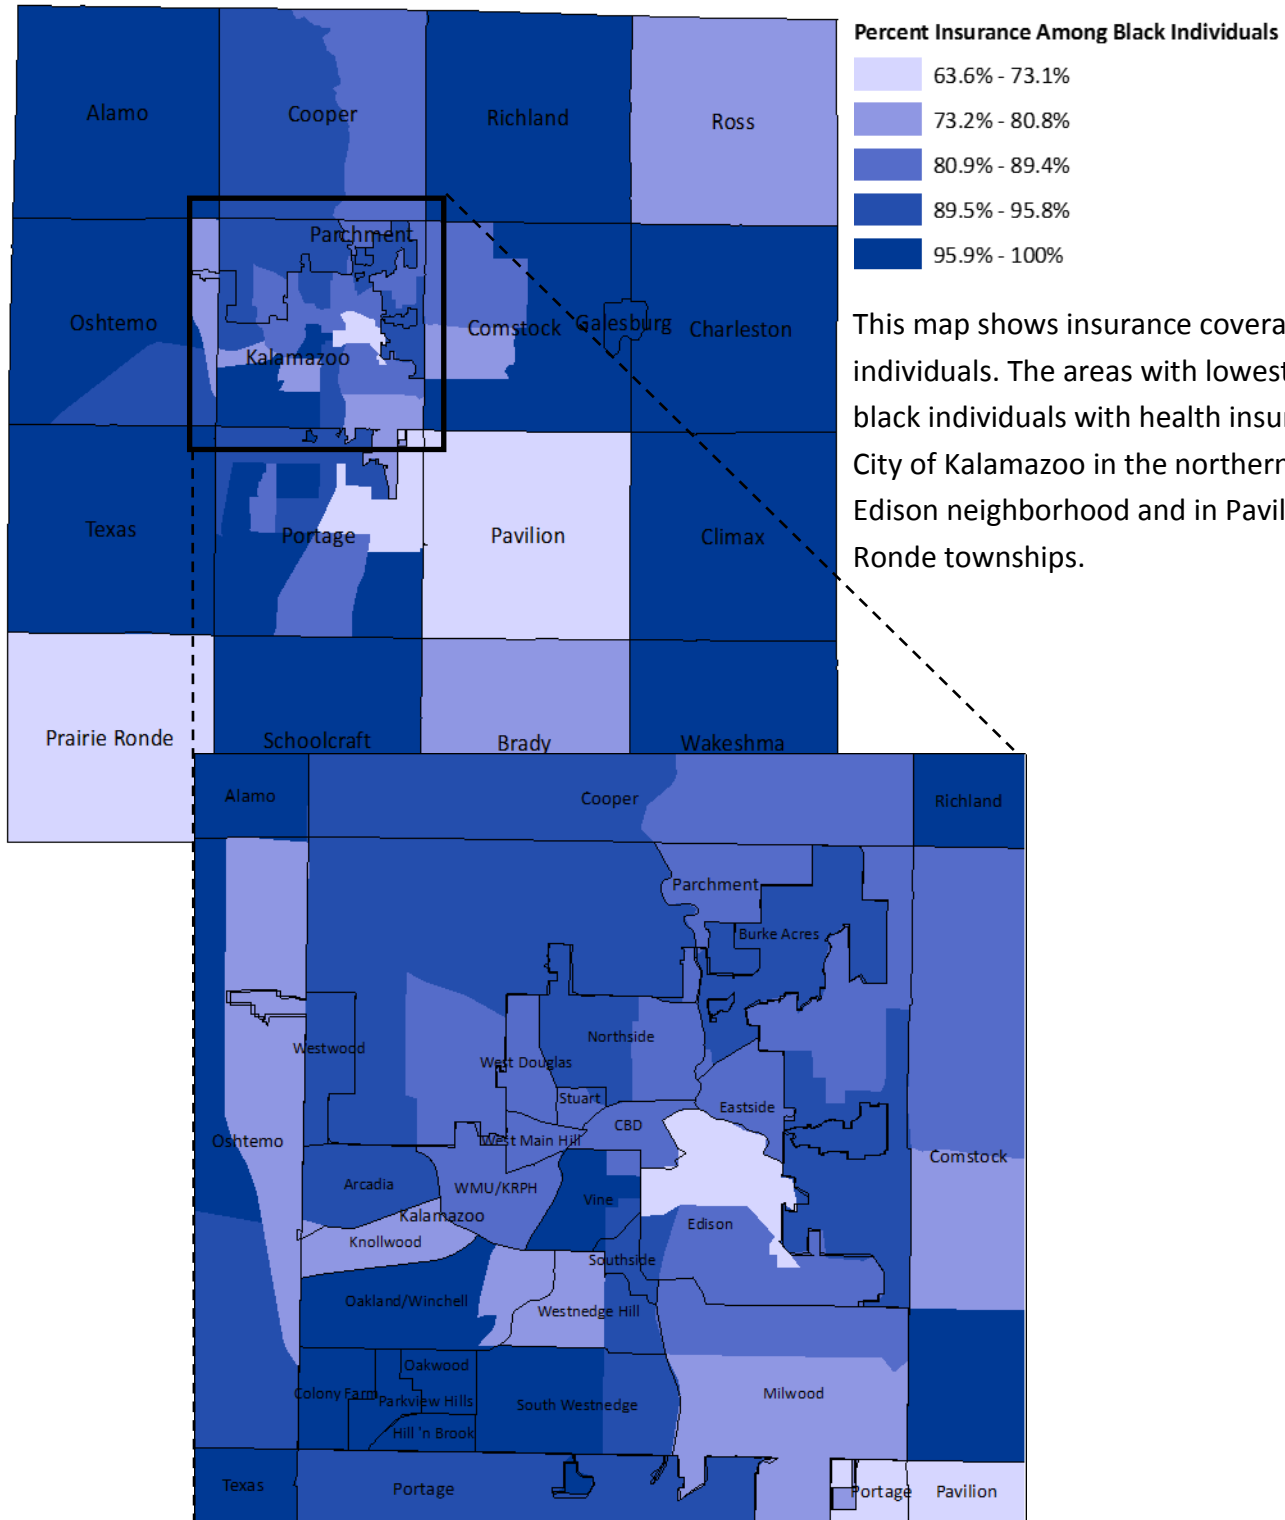 Percent Insurance Among Black Individuals
63.6% - 73.1%
73.2% - 80.8%
80.9% - 89.4%
89.5% - 95.8%
95.9% - 100%
This map shows insurance covera
individuals. The areas with lowest
black individuals with health insu
City of Kalamazoo in the northern
Edison neighborhood and in Pavil
Ronde townships.
Alamo
Cooper
Richland
Ross
Parchment
Oshtemo
Kalamazoo
Comstock
Galesburg
Charleston
Texas
Portage
Pavilion
Climax
Prairie Ronde
Schoolcraft
Brady
Wakeshma
Alamo
Cooper
Richland
Parchment
Burke Acres
Westwood
West Douglas
Northside
Stuart
Eastside
CBD
Oshtemo
West Main Hill
Comstock
Arcadia
WMU/KRPH
Vine
Kalamazoo
Edison
Knollwood
Southside
Oakland/Winchell
Westnedge Hill
Oakwood
Colony Farm
Parkview Hills
South Westnedge
Milwood
Hill 'n Brook
Texas
Portage
Portage
Pavilion